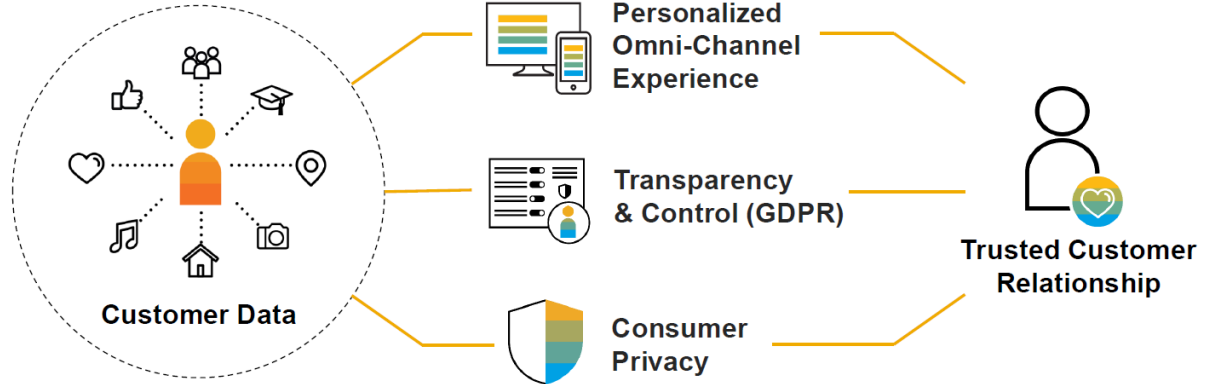 Customer Data
Personalized
Omni-Channel
Experience
Transparency
& Control (GDPR)
Consumer
Privacy
Trusted Customer
Relationship